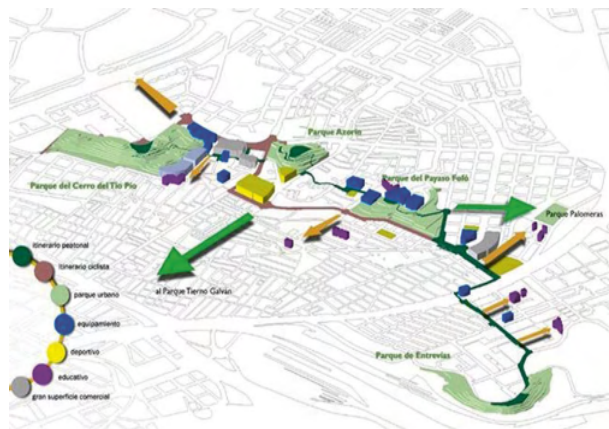 Parque Azorín
Parque del Cerro del Tío Pío
Parque del Payaso Fofó
Parque Palomeras
al Parque Tierno Galván
Parque de Entrevías
itinerario peatonal
itinerario ciclista
parque urbano
equipamiento
deportivo
educativo
gran superficie comercial